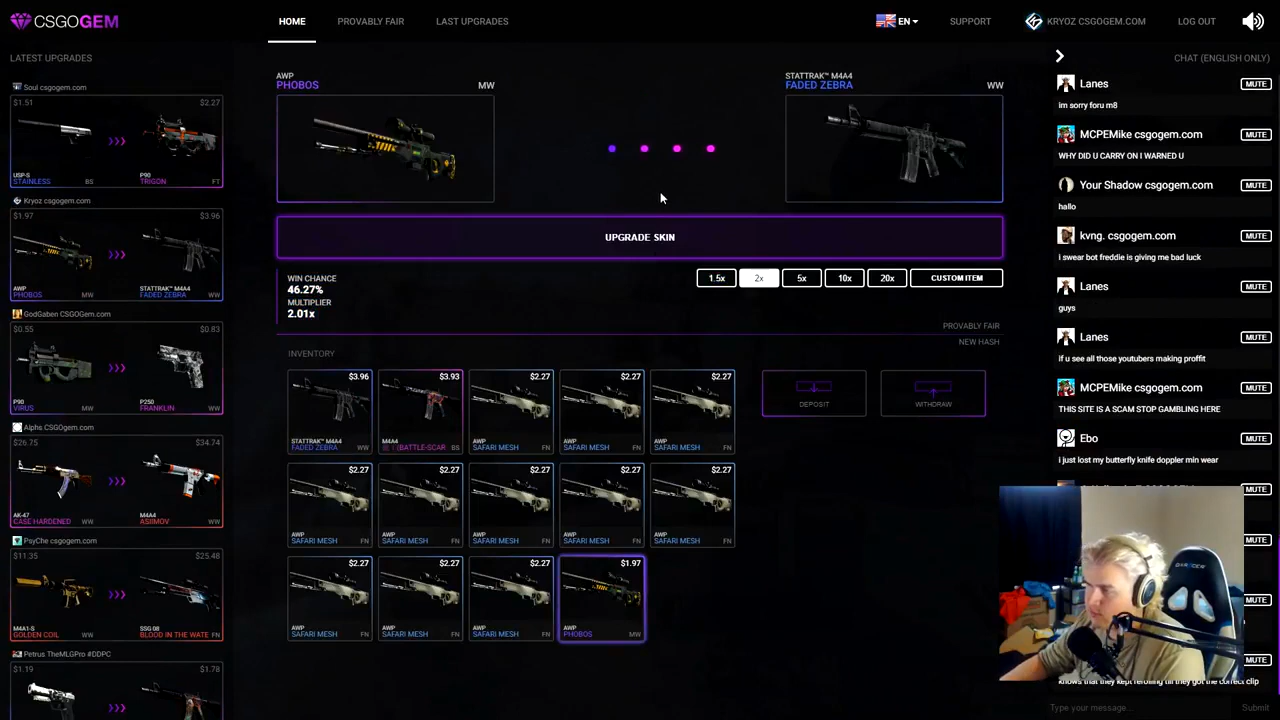 CSGOGEM
HOME
PROVABLY FAIR
LAST UPGRADES
EN
SUPPORT
KRYOZ CSGOGEM.COM
LOG OUT
LATEST UPGRADES
Soul csgogem.com
$1.51
$2.27
USP-S
STAINLESS
BS
P90
TRIGON
FT
Kryoz csgogem.com
$1.97
$3.96
AWP
PHOBOS
MW
STATTRAK™ M4A4
FADED ZEBRA
WW
GodGaben CSGOGem.com
$0.55
$0.83
P90
VIRUS
MW
P250
FRANKLIN
WW
Alphs CSGOgem.com
$26.75
$34.74
AK-47
CASE HARDENED
WW
M4A4
ASIIMOV
WW
PsyChe csgogem.com
$11.35
$25.48
M4A1-S
GOLDEN COIL
WW
SSG 08
BLOOD IN THE WATE
FN
Petrus TheMLGPro #DDPC
$1.19
$1.78
AWP
PHOBOS
MW
STATTRAK™ M4A4
FADED ZEBRA
WW
UPGRADE SKIN
WIN CHANCE
46.27%
MULTIPLIER
2.01x
1.5x
2x
5x
10x
20x
CUSTOM ITEM
PROVABLY FAIR
NEW HASH
INVENTORY
$3.96
STATTRAK™ M4A4
FADED ZEBRA
WW
$3.93
M4A4
(BATTLE-SCAR
BS
$2.27
AWP
SAFARI MESH
FN
$2.27
AWP
SAFARI MESH
FN
$2.27
AWP
SAFARI MESH
FN
$2.27
AWP
SAFARI MESH
FN
$2.27
AWP
SAFARI MESH
FN
$2.27
AWP
SAFARI MESH
FN
$2.27
AWP
SAFARI MESH
FN
$2.27
AWP
SAFARI MESH
FN
$2.27
AWP
SAFARI MESH
FN
$2.27
AWP
SAFARI MESH
FN
$2.27
AWP
SAFARI MESH
FN
$1.97
AWP
PHOBOS
MW
DEPOSIT
WITHDRAW
CHAT (ENGLISH ONLY)
Lanes
MUTE
im sorry foru m8
MCPEMike csgogem.com
MUTE
WHY DID U CARRY ON I WARNED U
Your Shadow csgogem.com
MUTE
hallo
kvng. csgogem.com
MUTE
i swear bot freddie is giving me bad luck
Lanes
MUTE
guys
Lanes
MUTE
if u see all those youtubers making proffit
MCPEMike csgogem.com
MUTE
THIS SITE IS A SCAM STOP GAMBLING HERE
Ebo
MUTE
i just lost my butterfly knife doppler min wear
MUTE
MUTE
MUTE
MUTE
knows that they kept rerolling till they got the correct clip
Type your message...
Submit